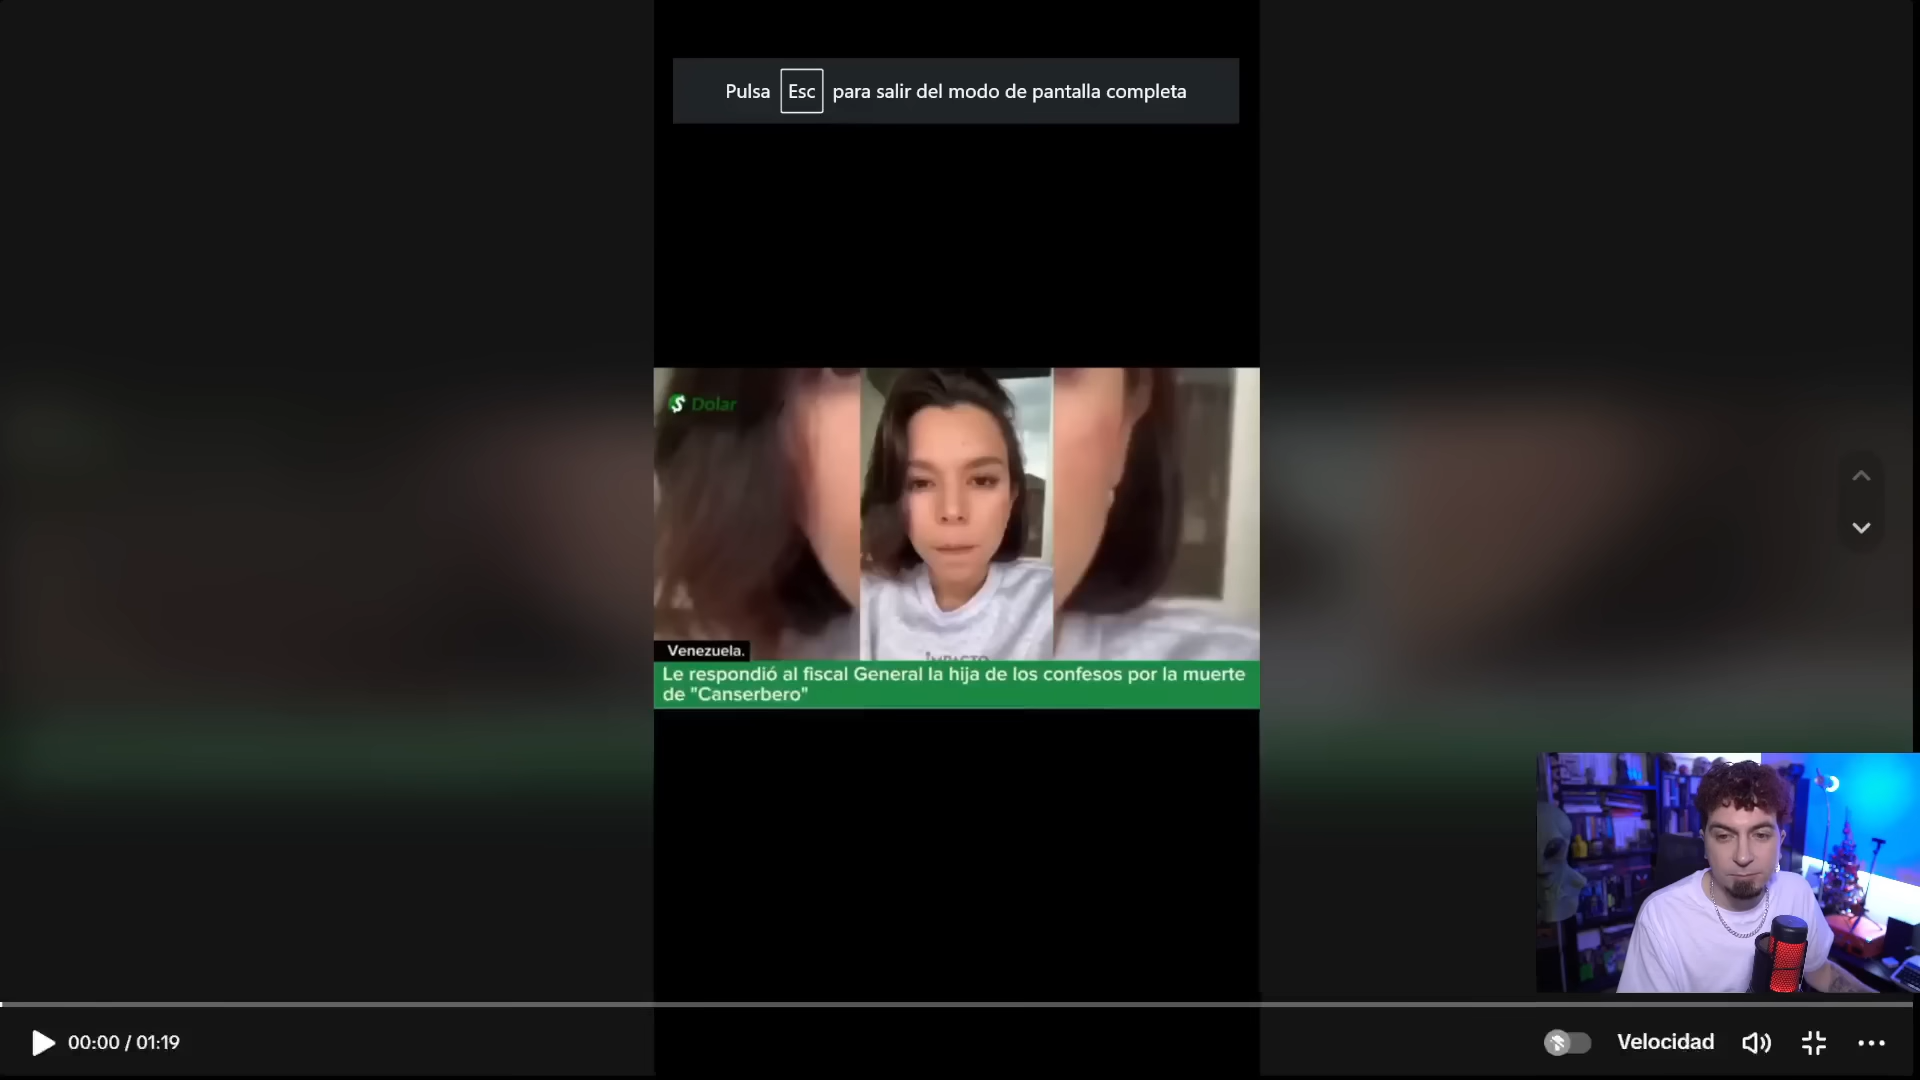 Pulsa Esc para salir del modo de pantalla completa
$ Dolar
IMPACTO
Venezuela.
Le respondió al fiscal General la hija de los confesos por la muerte
de "Canserbero"
00:00 / 01:19
Velocidad